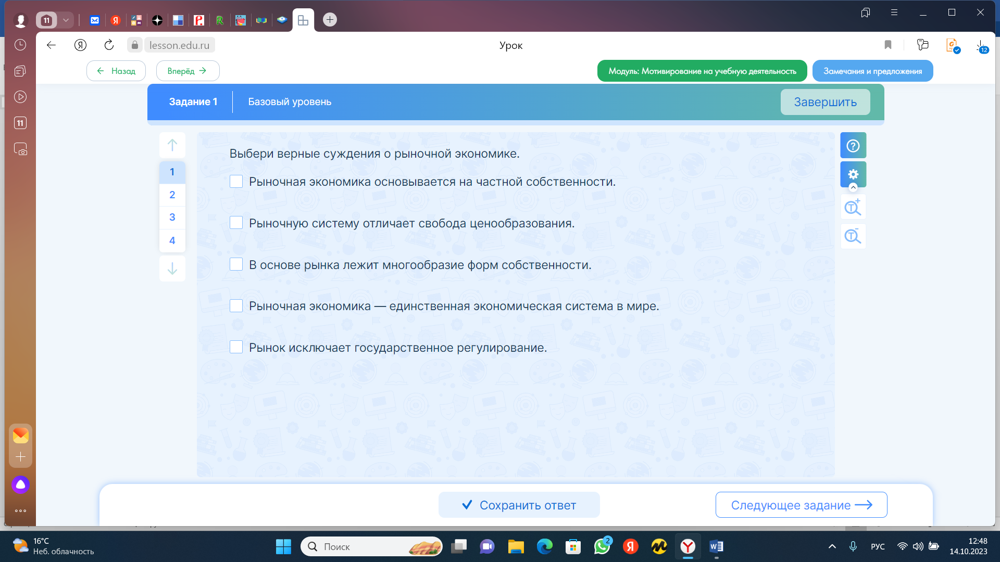 11
lesson.edu.ru
Урок
12
← Назад
Вперёд →
Модуль: Мотивирование на учебную деятельность
Замечания и предложения
11
Задание 1
Базовый уровень
Завершить
1
2
3
4
Выбери верные суждения о рыночной экономике.
Рыночная экономика основывается на частной собственности.
Рыночную систему отличает свобода ценообразования.
В основе рынка лежит многообразие форм собственности.
Рыночная экономика — единственная экономическая система в мире.
Рынок исключает государственное регулирование.
Сохранить ответ
Следующее задание →
16°C
Неб. облачность
Поиск
2
РУС
12:48
14.10.2023